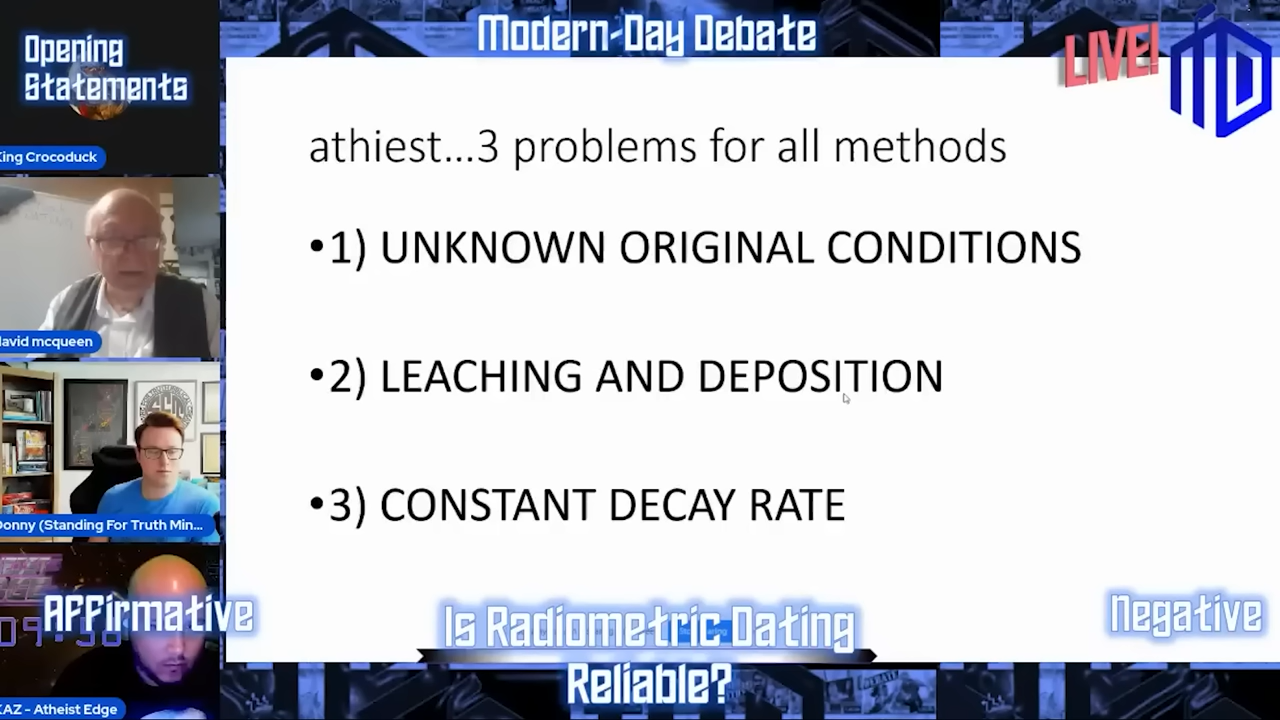 Modern-Day Debate
LIVE!
Opening
Statements
King Crocoduck
athiest...3 problems for all methods
•1) UNKNOWN ORIGINAL CONDITIONS
david mcqueen
•2) LEACHING AND DEPOSITION
•3) CONSTANT DECAY RATE
Donny (Standing For Truth Min...
Affirmative
Negative
Is Radiometric Dating
Reliable?
KAZ - Atheist Edge